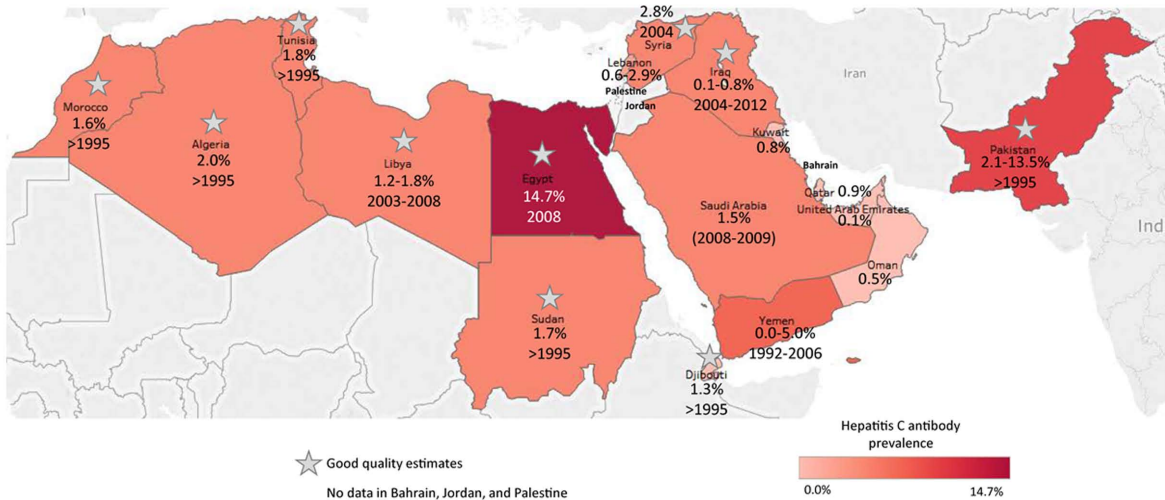 Tunisia
1.8%
>1995
Morocco
1.6%
>1995
Algeria
2.0%
>1995
Libya
1.2-1.8%
2003-2008
Egypt
14.7%
2008
Sudan
1.7%
>1995
2.8%
2004
Syria
Lebanon
0.6-2.9%
Palestine
Jordan
Iraq
0.1-0.8%
2004-2012
Iran
Kuwait
0.8%
Bahrain
Qatar 0.9%
United Arab Emirates
0.1%
Saudi Arabia
1.5%
(2008-2009)
Oman
0.5%
Yemen
0.0-5.0%
1992-2006
Djibouti
1.3%
>1995
Pakistan
2.1-13.5%
>1995
Ind
Good quality estimates
No data in Bahrain, Jordan, and Palestine
Hepatitis C antibody
prevalence
0.0% 14.7%